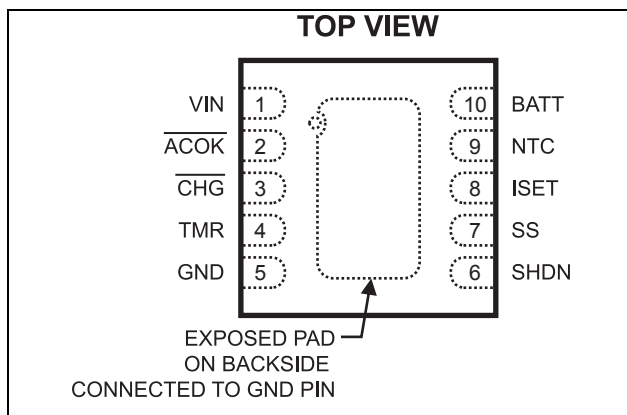 TOP VIEW
VIN 1 10 BATT
ACOK 2 9 NTC
CHG 3 8 ISET
TMR 4 7 SS
GND 5 6 SHDN
EXPOSED PAD
ON BACKSIDE
CONNECTED TO GND PIN